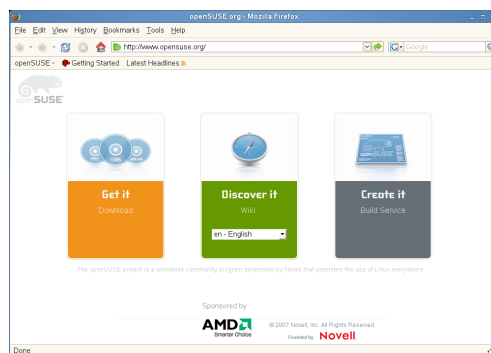 openSUSE.org - Mozilla Firefox
File Edit View History Bookmarks Tools Help
http://www.opensuse.org/
Google
openSUSE Getting Started Latest Headlines
openSUSE
Get it
Download
Discover it
Wiki
en - English
Create it
Build Service
The openSUSE project is a worldwide community program sponsored by Novell that promotes the use of Linux everywhere.
Sponsored by
AMD
Smarter Choice
© 2007 Novell, Inc. All Rights Reserved.
Founded by Novell
Done